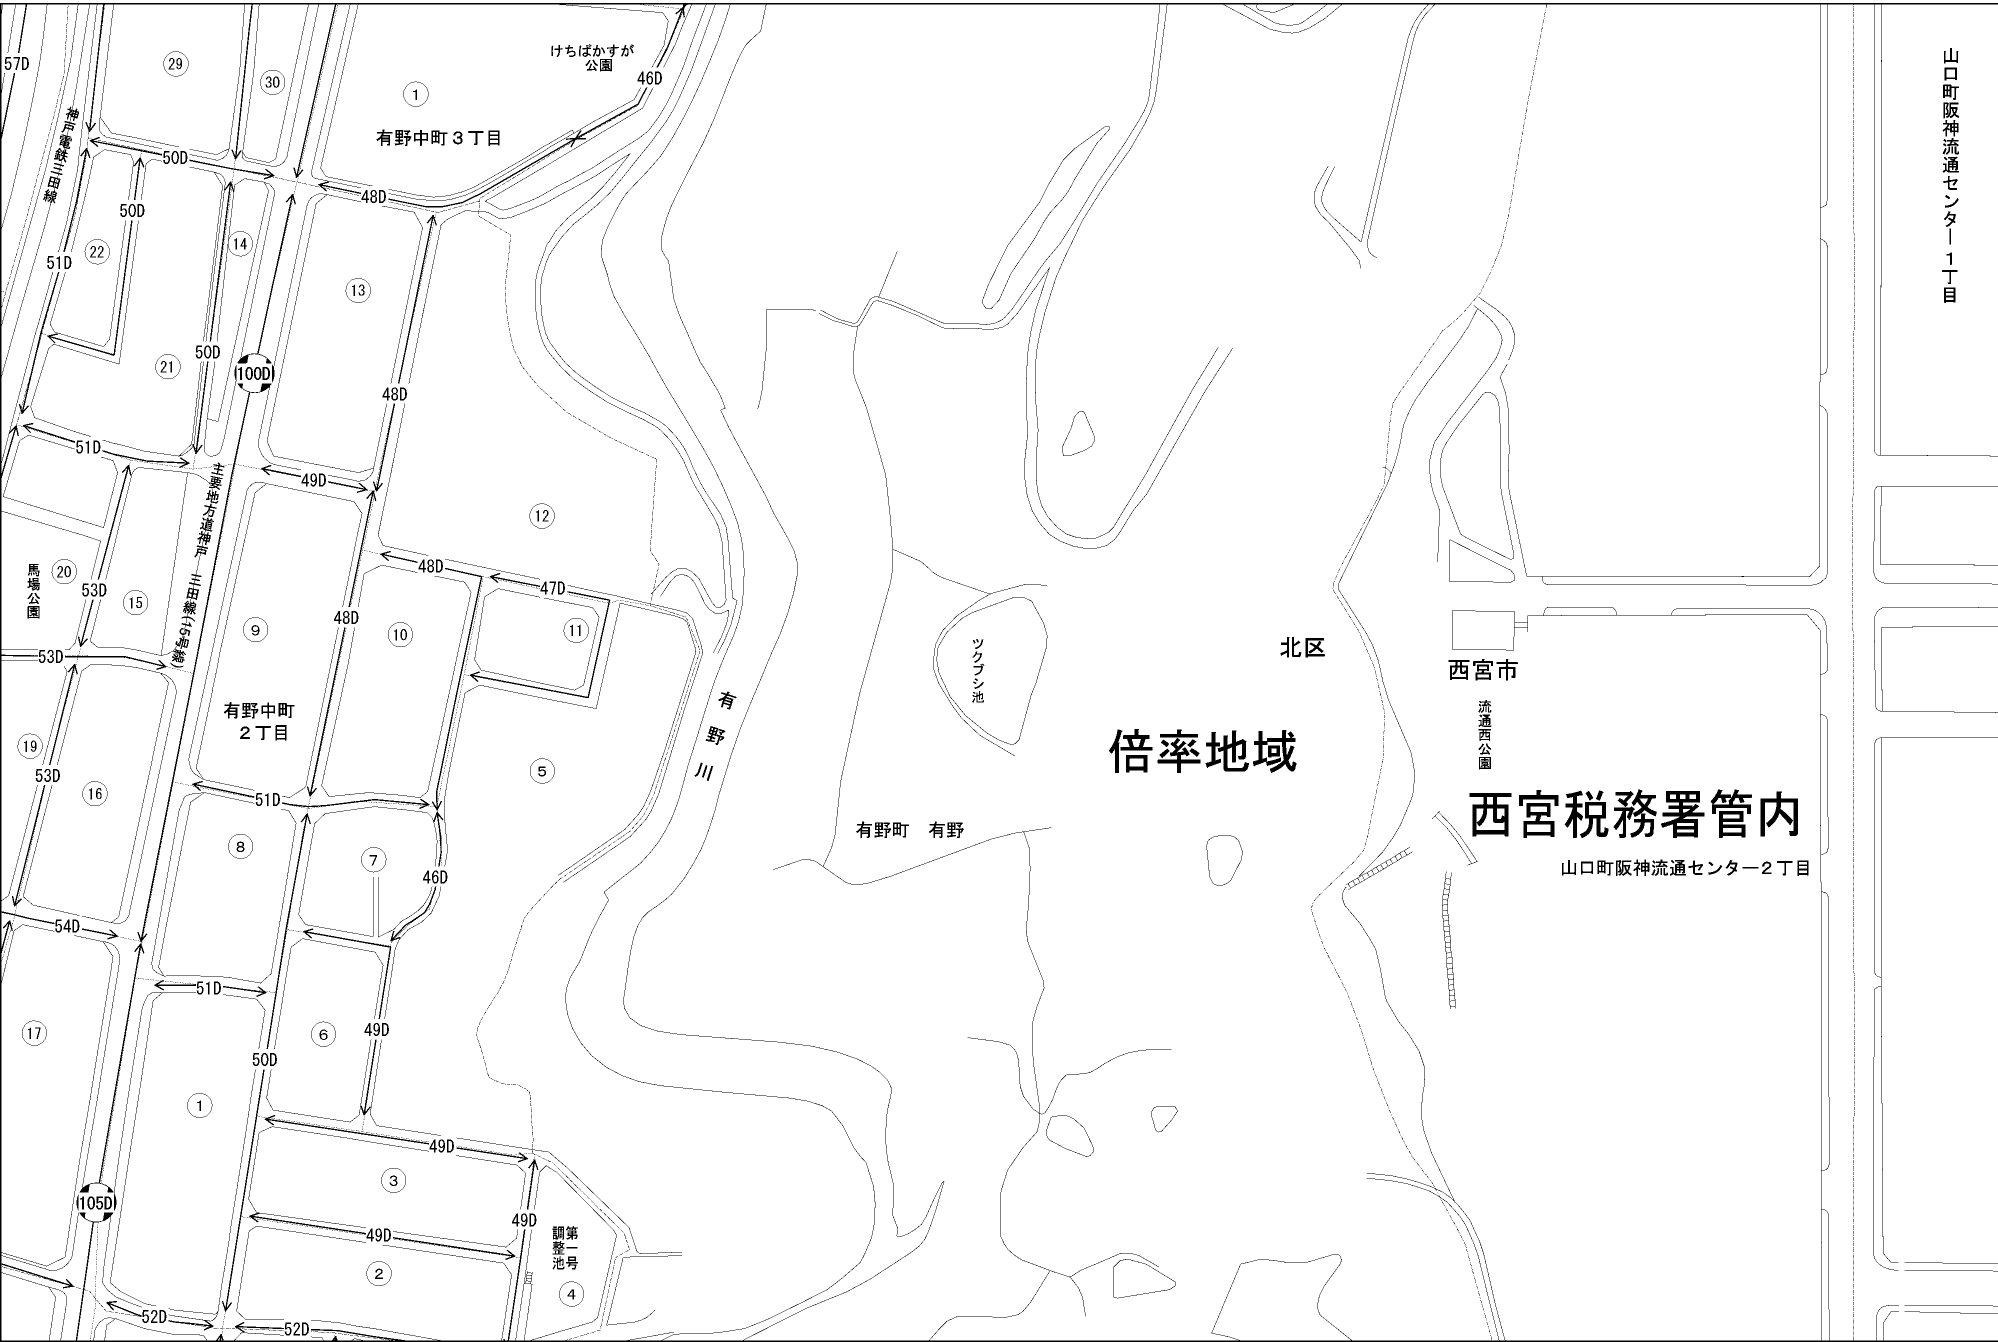 57D
29
30
1
けちばかすが
公園
46D
有野中町３丁目
神戸電鉄三田線
50D
50D
48D
22
51D
14
13
21
50D
100D
48D
51D
49D
主要地方道神戸 三田線(15号線)
12
馬場公園
20
53D
15
48D
47D
9
48D
10
11
53D
有野中町
２丁目
19
53D
16
5
51D
8
7
46D
54D
51D
17
6
49D
50D
1
49D
3
49D
105D
49D
2
第一号
調整池
4
52D
52D
有野川
ツクブシ池
有野町 有野
北区
倍率地域
西宮市
流通西公園
西宮税務署管内
山口町阪神流通センター２丁目
山口町阪神流通センター１丁目